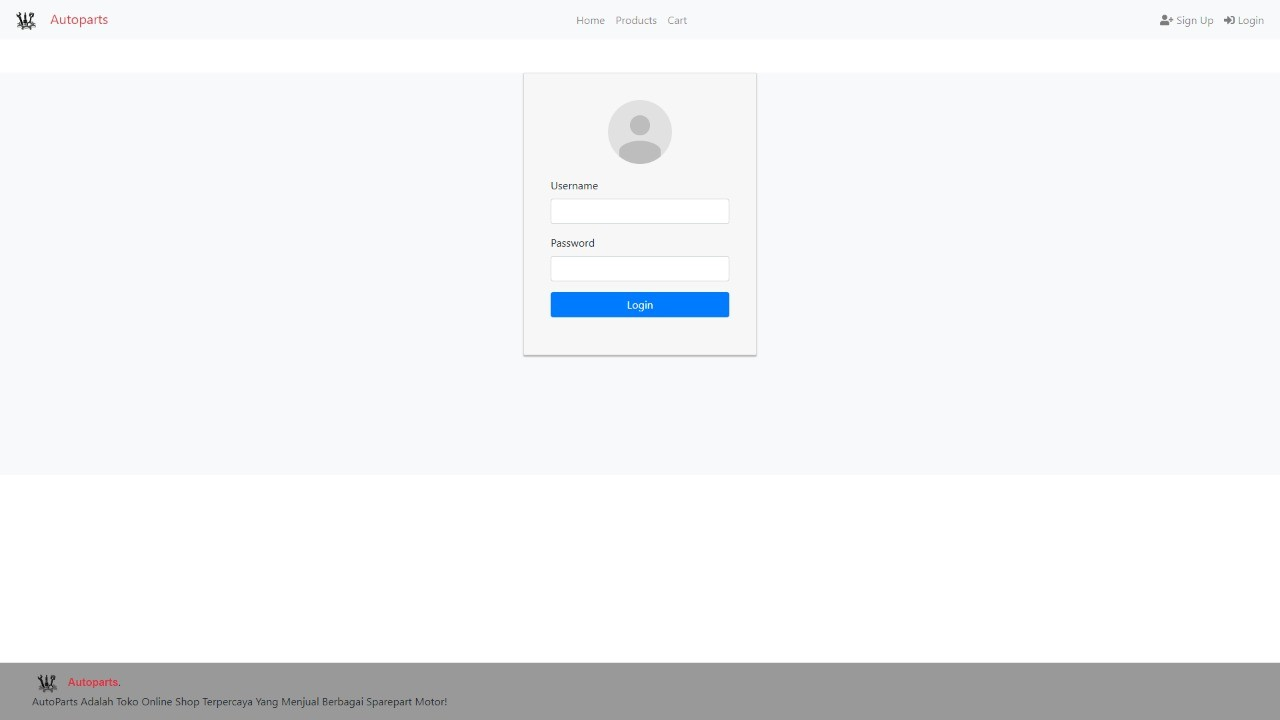 Autoparts
Home Products Cart
Sign Up Login
Username
Password
Login
Autoparts.
AutoParts Adalah Toko Online Shop Terpercaya Yang Menjual Berbagai Sparepart Motor!